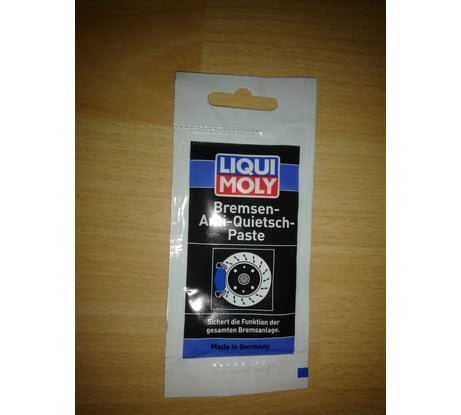 LIQUI
MOLY
Bremsen-
Anti-Quietsch-
Paste
Sichert die Funktion der
gesamten Bremsanlage.
Made in Germany